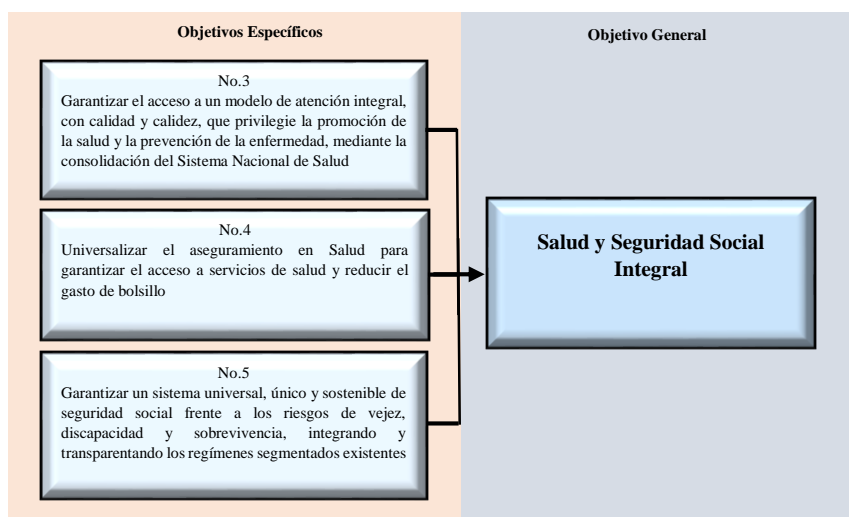 Objetivos Específicos
Objetivo General
No.3
Garantizar el acceso a un modelo de atención integral,
con calidad y calidez, que privilegie la promoción de
la salud y la prevención de la enfermedad, mediante la
consolidación del Sistema Nacional de Salud
No.4
Universalizar el aseguramiento en Salud para
garantizar el acceso a servicios de salud y reducir el
gasto de bolsillo
No.5
Garantizar un sistema universal, único y sostenible de
seguridad social frente a los riesgos de vejez,
discapacidad y sobrevivencia, integrando y
transparentando los regímenes segmentados existentes
Salud y Seguridad Social
Integral